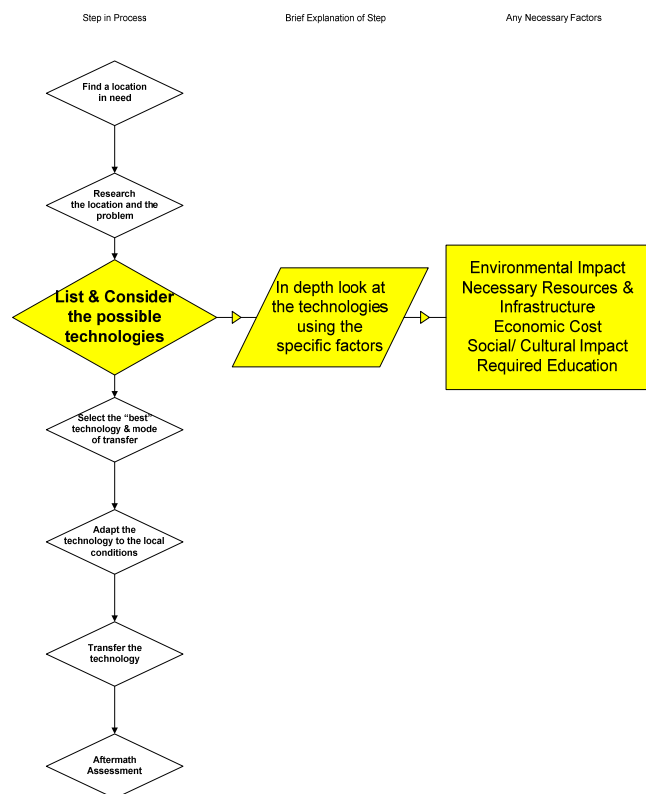 Step in Process
Brief Explanation of Step
Any Necessary Factors
Find a location
in need
Research
the location and the
problem
List & Consider
the possible
technologies
In depth look at
the technologies
using the
specific factors
Environmental Impact
Necessary Resources &
Infrastructure
Economic Cost
Social/ Cultural Impact
Required Education
Select the “best”
technology & mode
of transfer
Adapt the
technology to the local
conditions
Transfer the
technology
Aftermath
Assessment